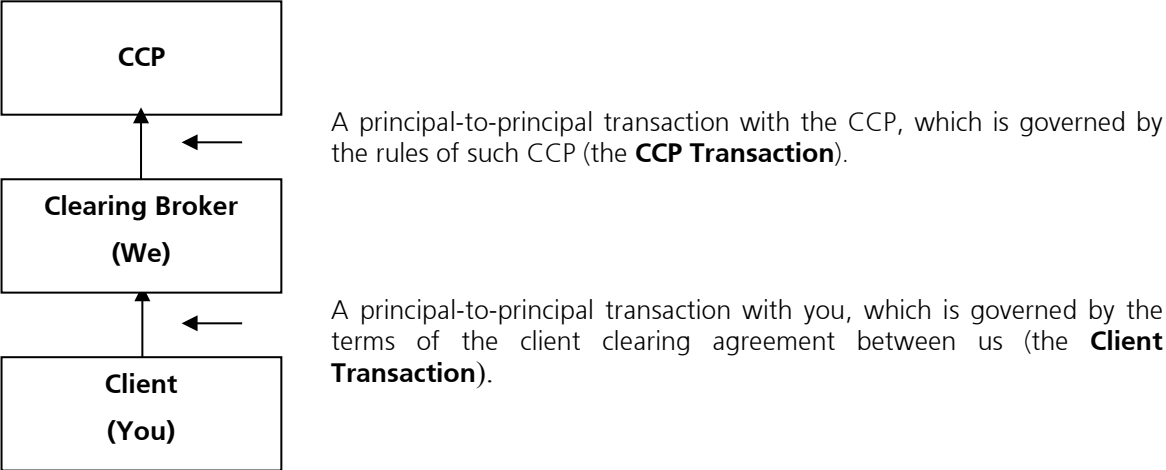 CCP
A principal-to-principal transaction with the CCP, which is governed by
the rules of such CCP (the CCP Transaction).
Clearing Broker
(We)
A principal-to-principal transaction with you, which is governed by the
terms of the client clearing agreement between us (the Client
Transaction).
Client
(You)